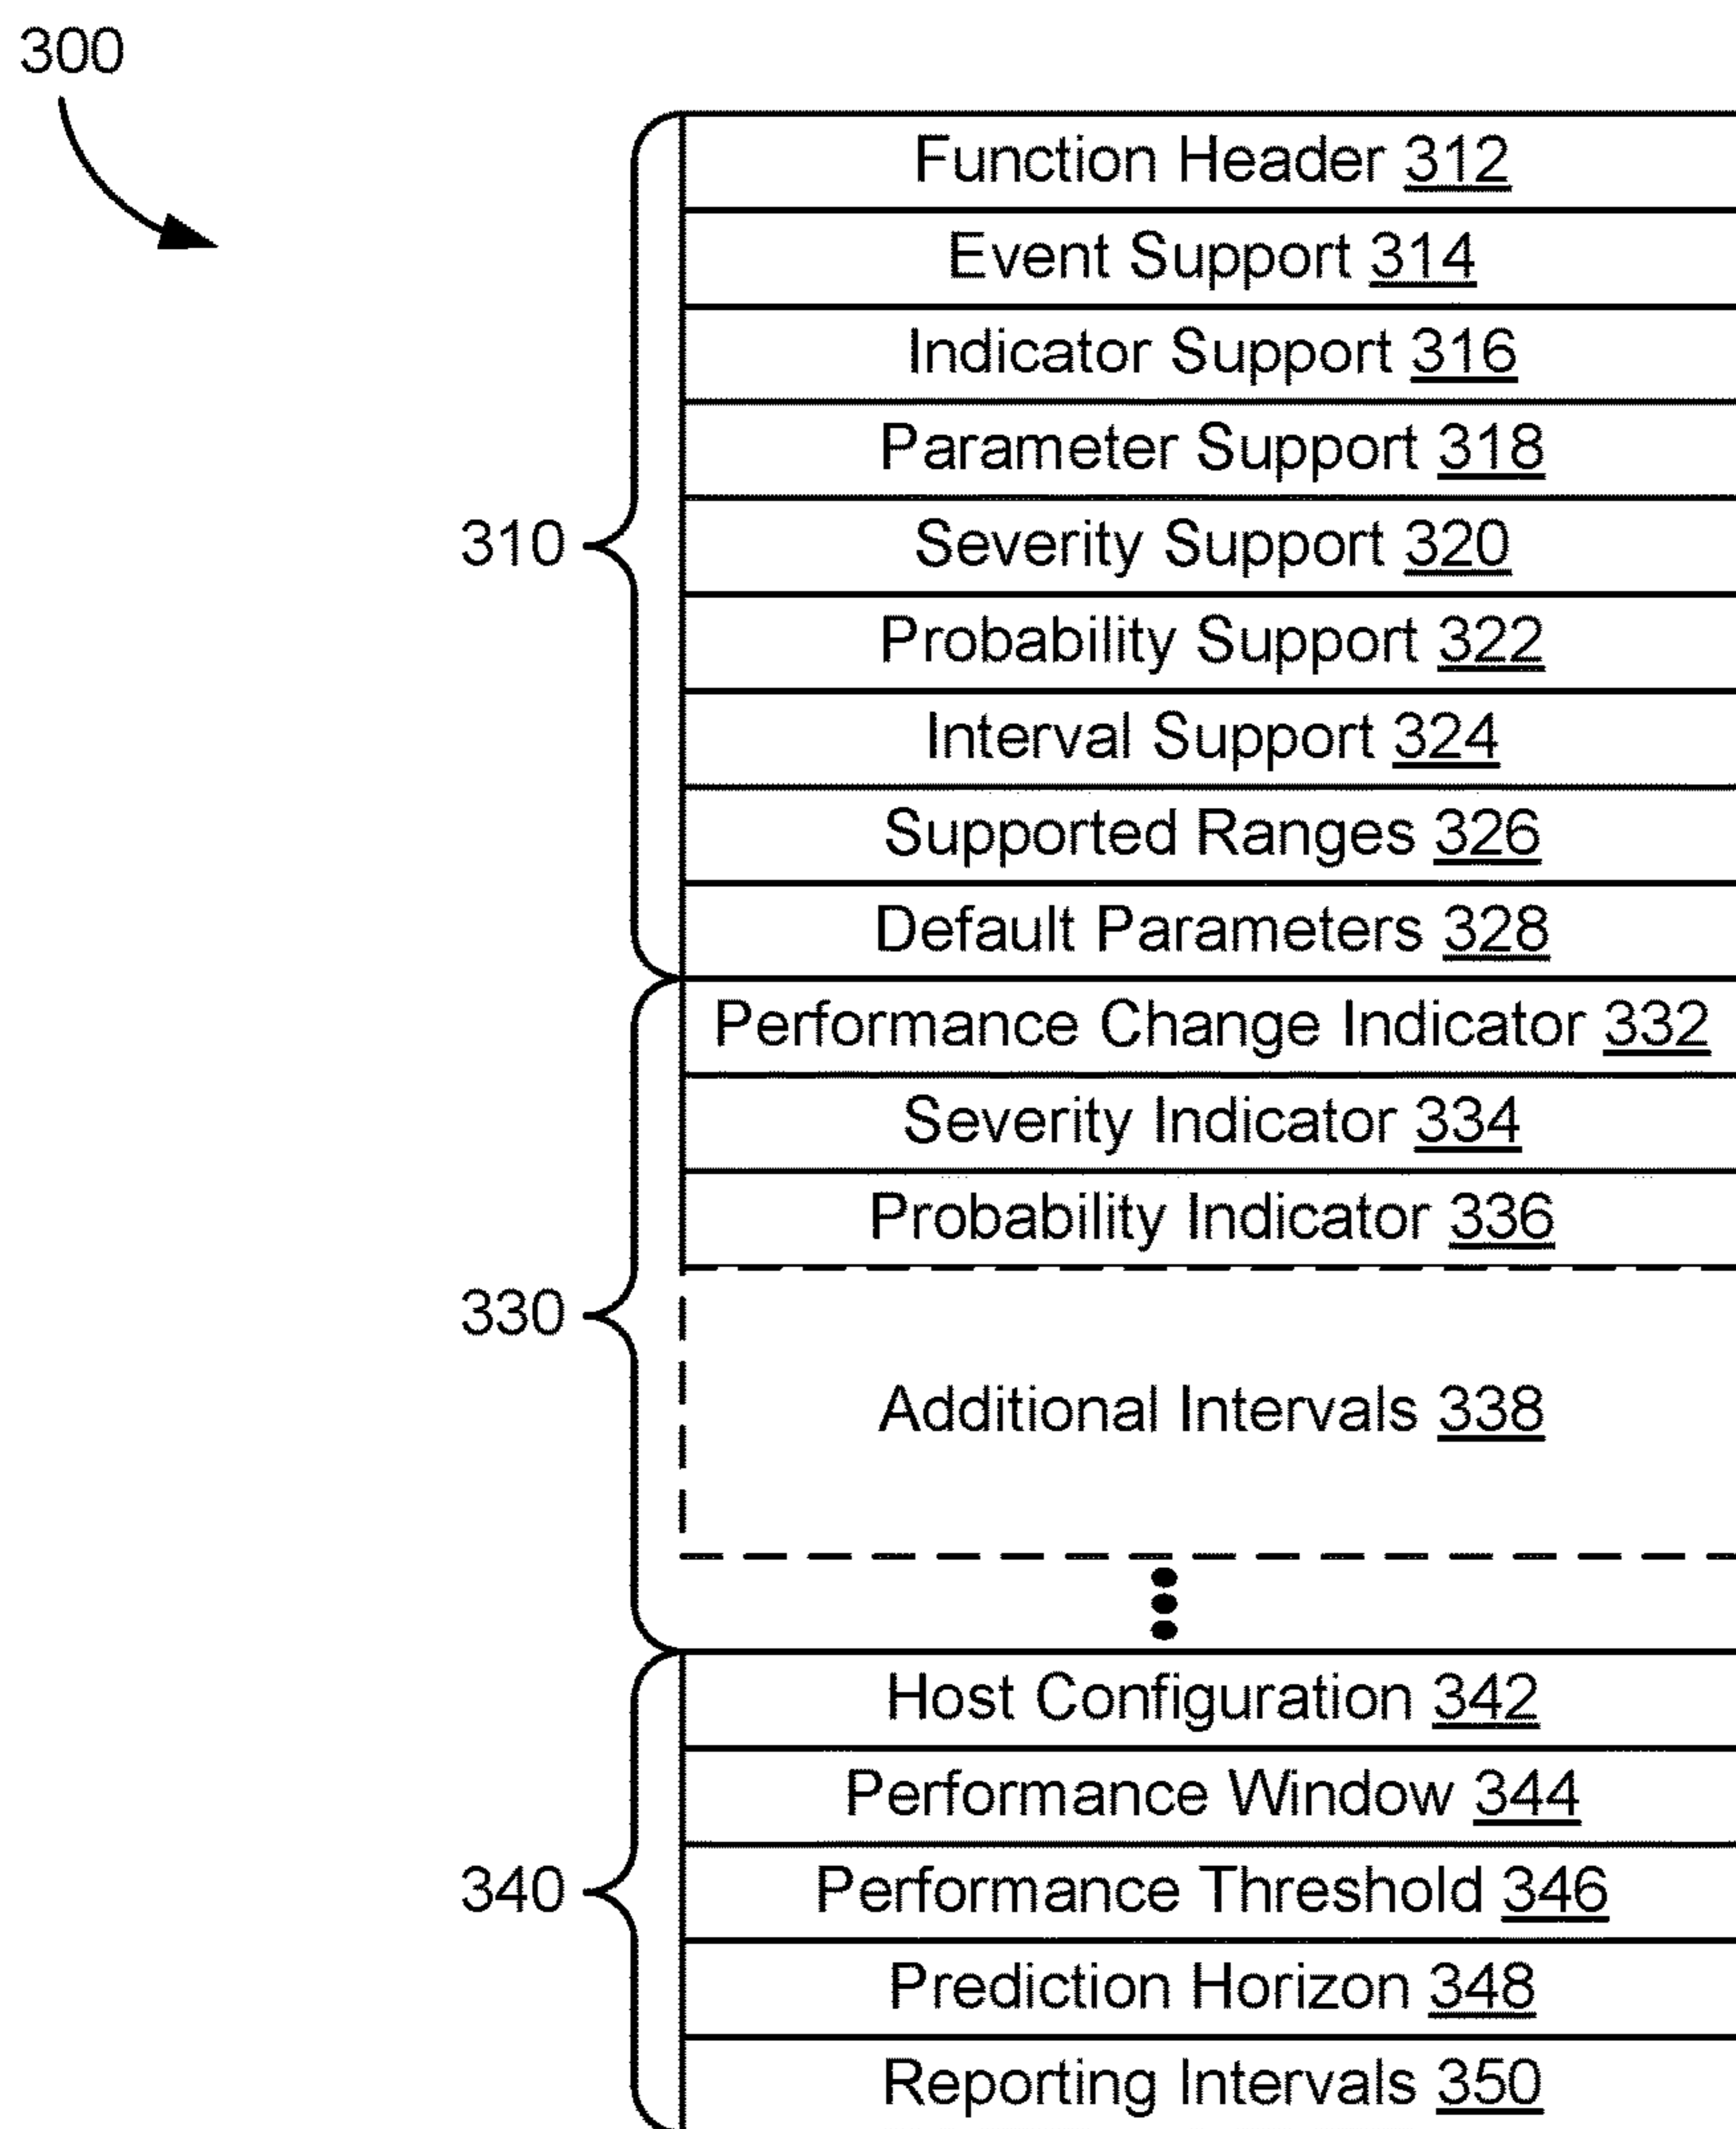 300
Function Header 312
Event Support 314
Indicator Support 316
Parameter Support 318
310
Severity Support 320
Probability Support 322
Interval Support 324
Supported Ranges 326
Default Parameters 328
Performance Change Indicator 332
Severity Indicator 334
Probability Indicator 336
330
Additional Intervals 338
Host Configuration 342
Performance Window 344
340
Performance Threshold 346
Prediction Horizon 348
Reporting Intervals 350